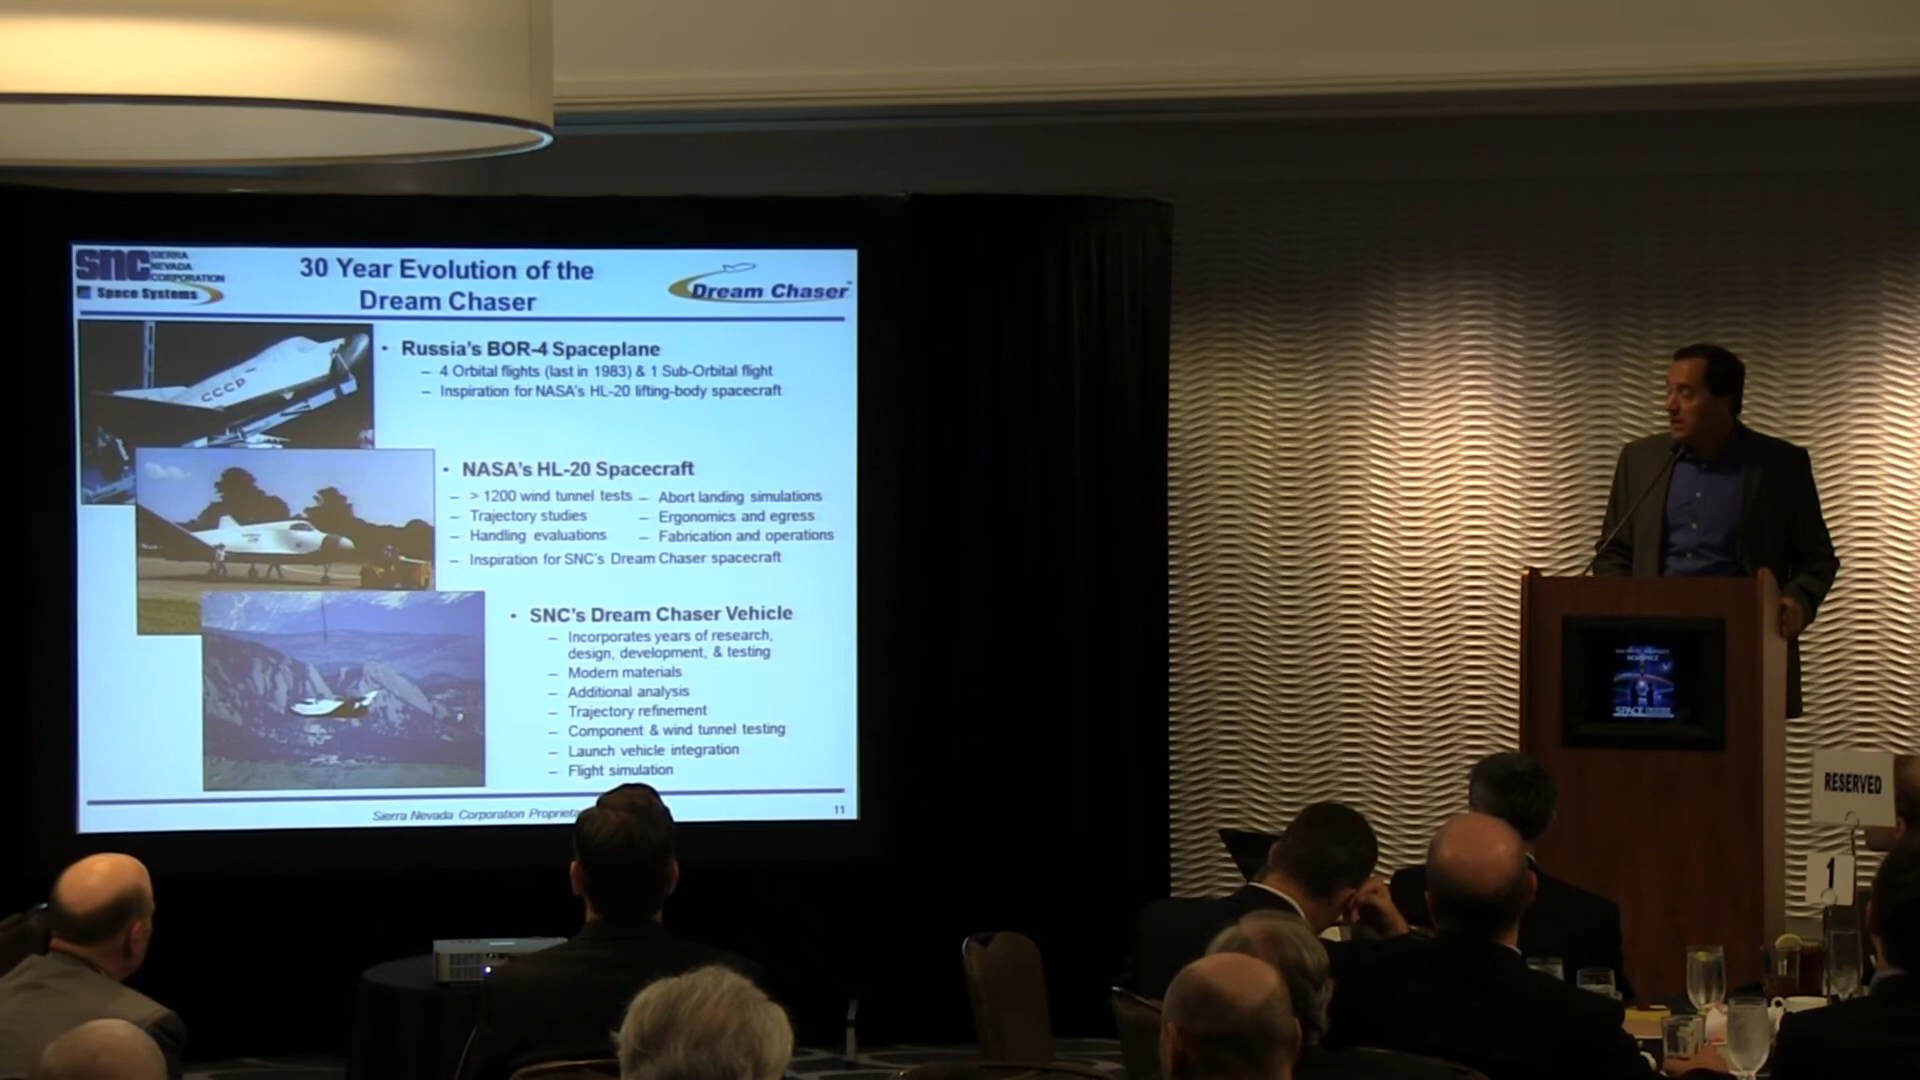 SNC SIERRA
NEVADA
CORPORATION
Space Systems
30 Year Evolution of the
Dream Chaser
Dream Chaser™
CCCP
• Russia's BOR-4 Spaceplane
– 4 Orbital flights (last in 1983) & 1 Sub-Orbital flight
– Inspiration for NASA's HL-20 lifting-body spacecraft
• NASA's HL-20 Spacecraft
– > 1200 wind tunnel tests – Abort landing simulations
– Trajectory studies – Ergonomics and egress
– Handling evaluations – Fabrication and operations
– Inspiration for SNC's Dream Chaser spacecraft
• SNC's Dream Chaser Vehicle
– Incorporates years of research,
design, development, & testing
– Modern materials
– Additional analysis
– Trajectory refinement
– Component & wind tunnel testing
– Launch vehicle integration
– Flight simulation
Sierra Nevada Corporation
11
SPACE
RESERVED
1